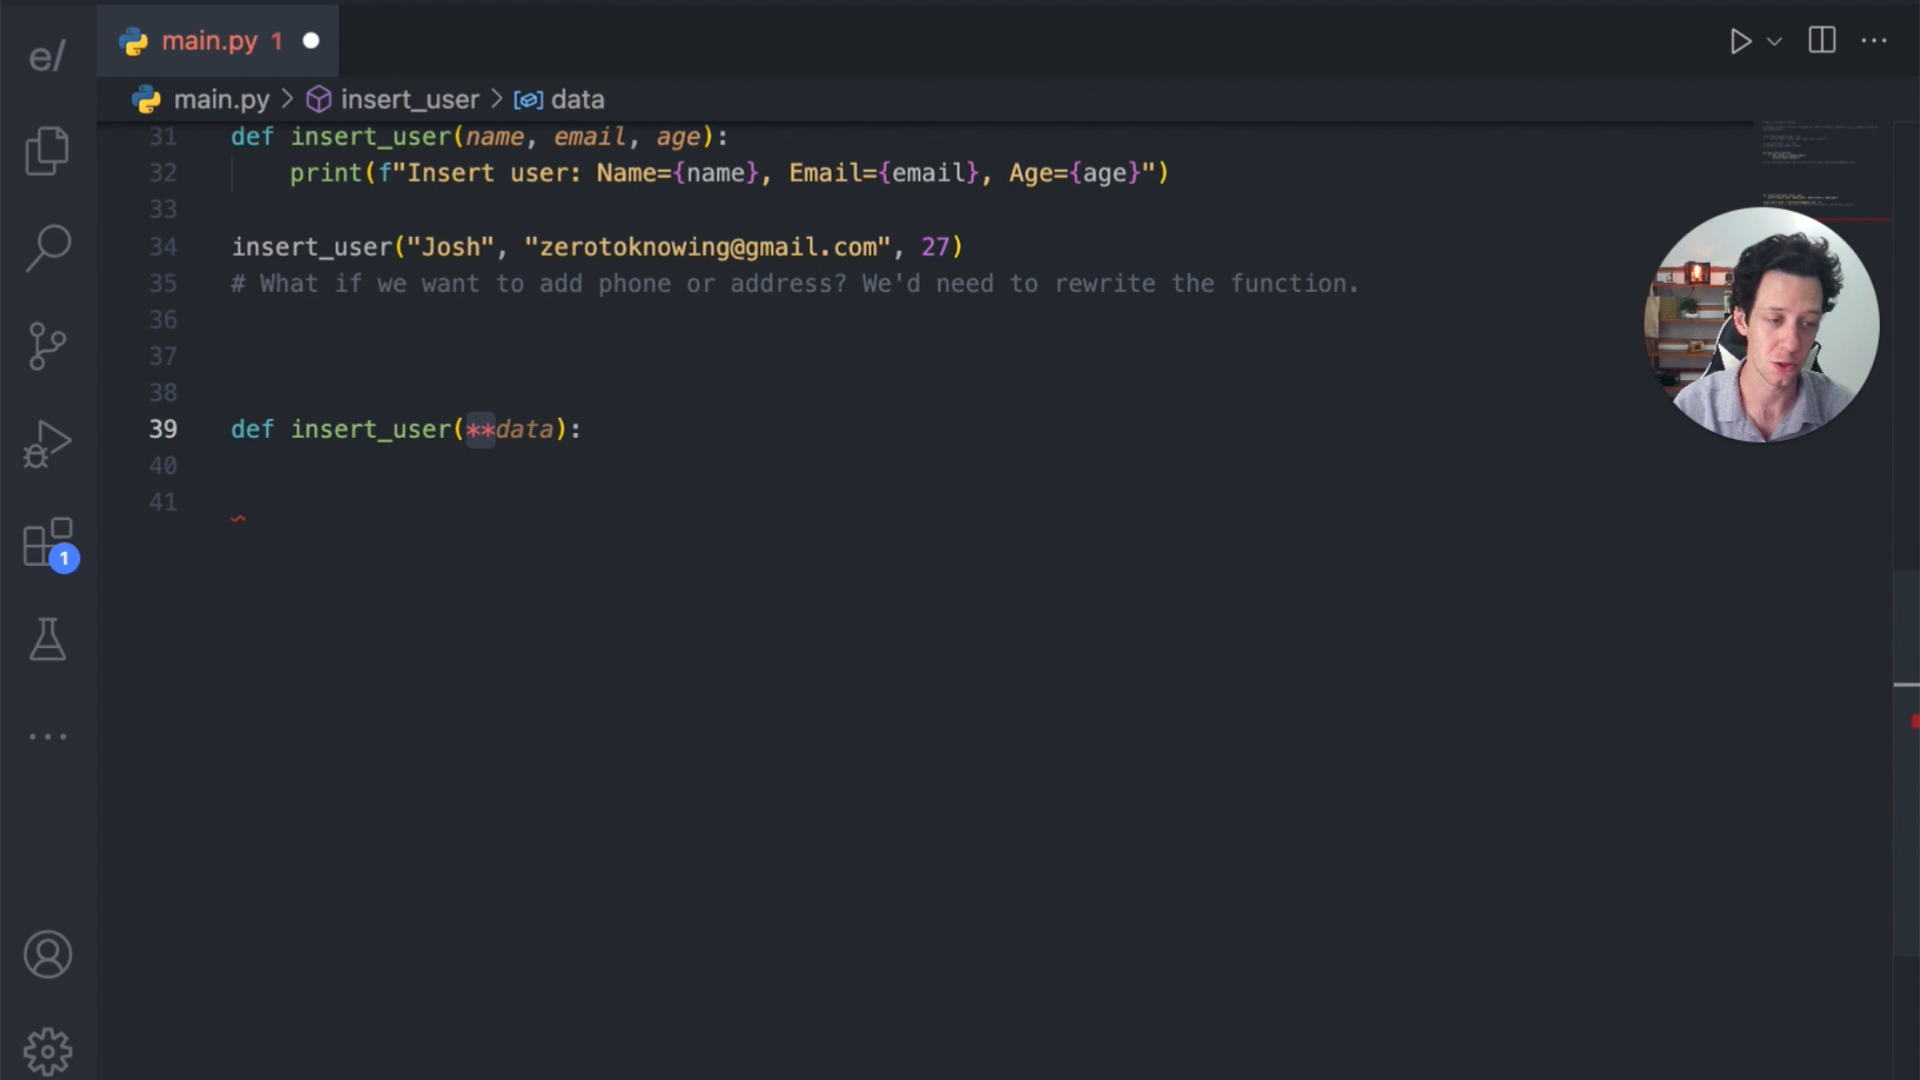 e/
main.py 1
main.py > insert_user > data
31 def insert_user(name, email, age):
32 print(f"Insert user: Name={name}, Email={email}, Age={age}")
33
34 insert_user("Josh", "zerotoknowing@gmail.com", 27)
35 # What if we want to add phone or address? We'd need to rewrite the function.
36
37
38
39 def insert_user(**data):
40
41
1